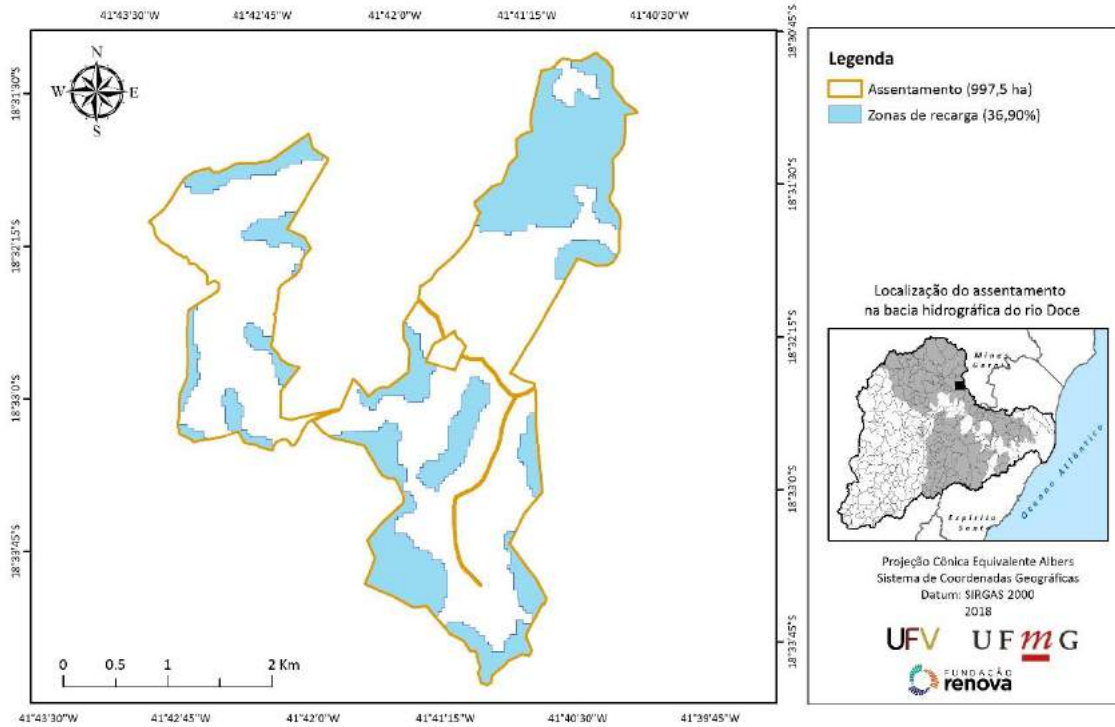 41°43'30"W 41°42'45"W 41°42'0"W 41°41'15"W 41°40'30"W
18°30'45"S
18°31'30"S
18°32'15"S
18°33'0"S
18°33'45"S
N
W E
S
18°31'30"S
18°32'15"S
18°33'0"S
18°33'45"S
0 0.5 1 2 Km
41°43'30"W 41°42'45"W 41°42'0"W 41°41'15"W 41°40'30"W 41°39'45"W
Legenda
Assentamento (997,5 ha)
Zonas de recarga (36,90%)
Localização do assentamento
na bacia hidrográfica do rio Doce
Minas
Gerais
Oceano Atlântico
Espírito
Santo
Projeção Cônica Equivalente Albers
Sistema de Coordenadas Geográficas
Datum: SIRGAS 2000
2018
UFV UFmG
FUNDAÇÃO
renova